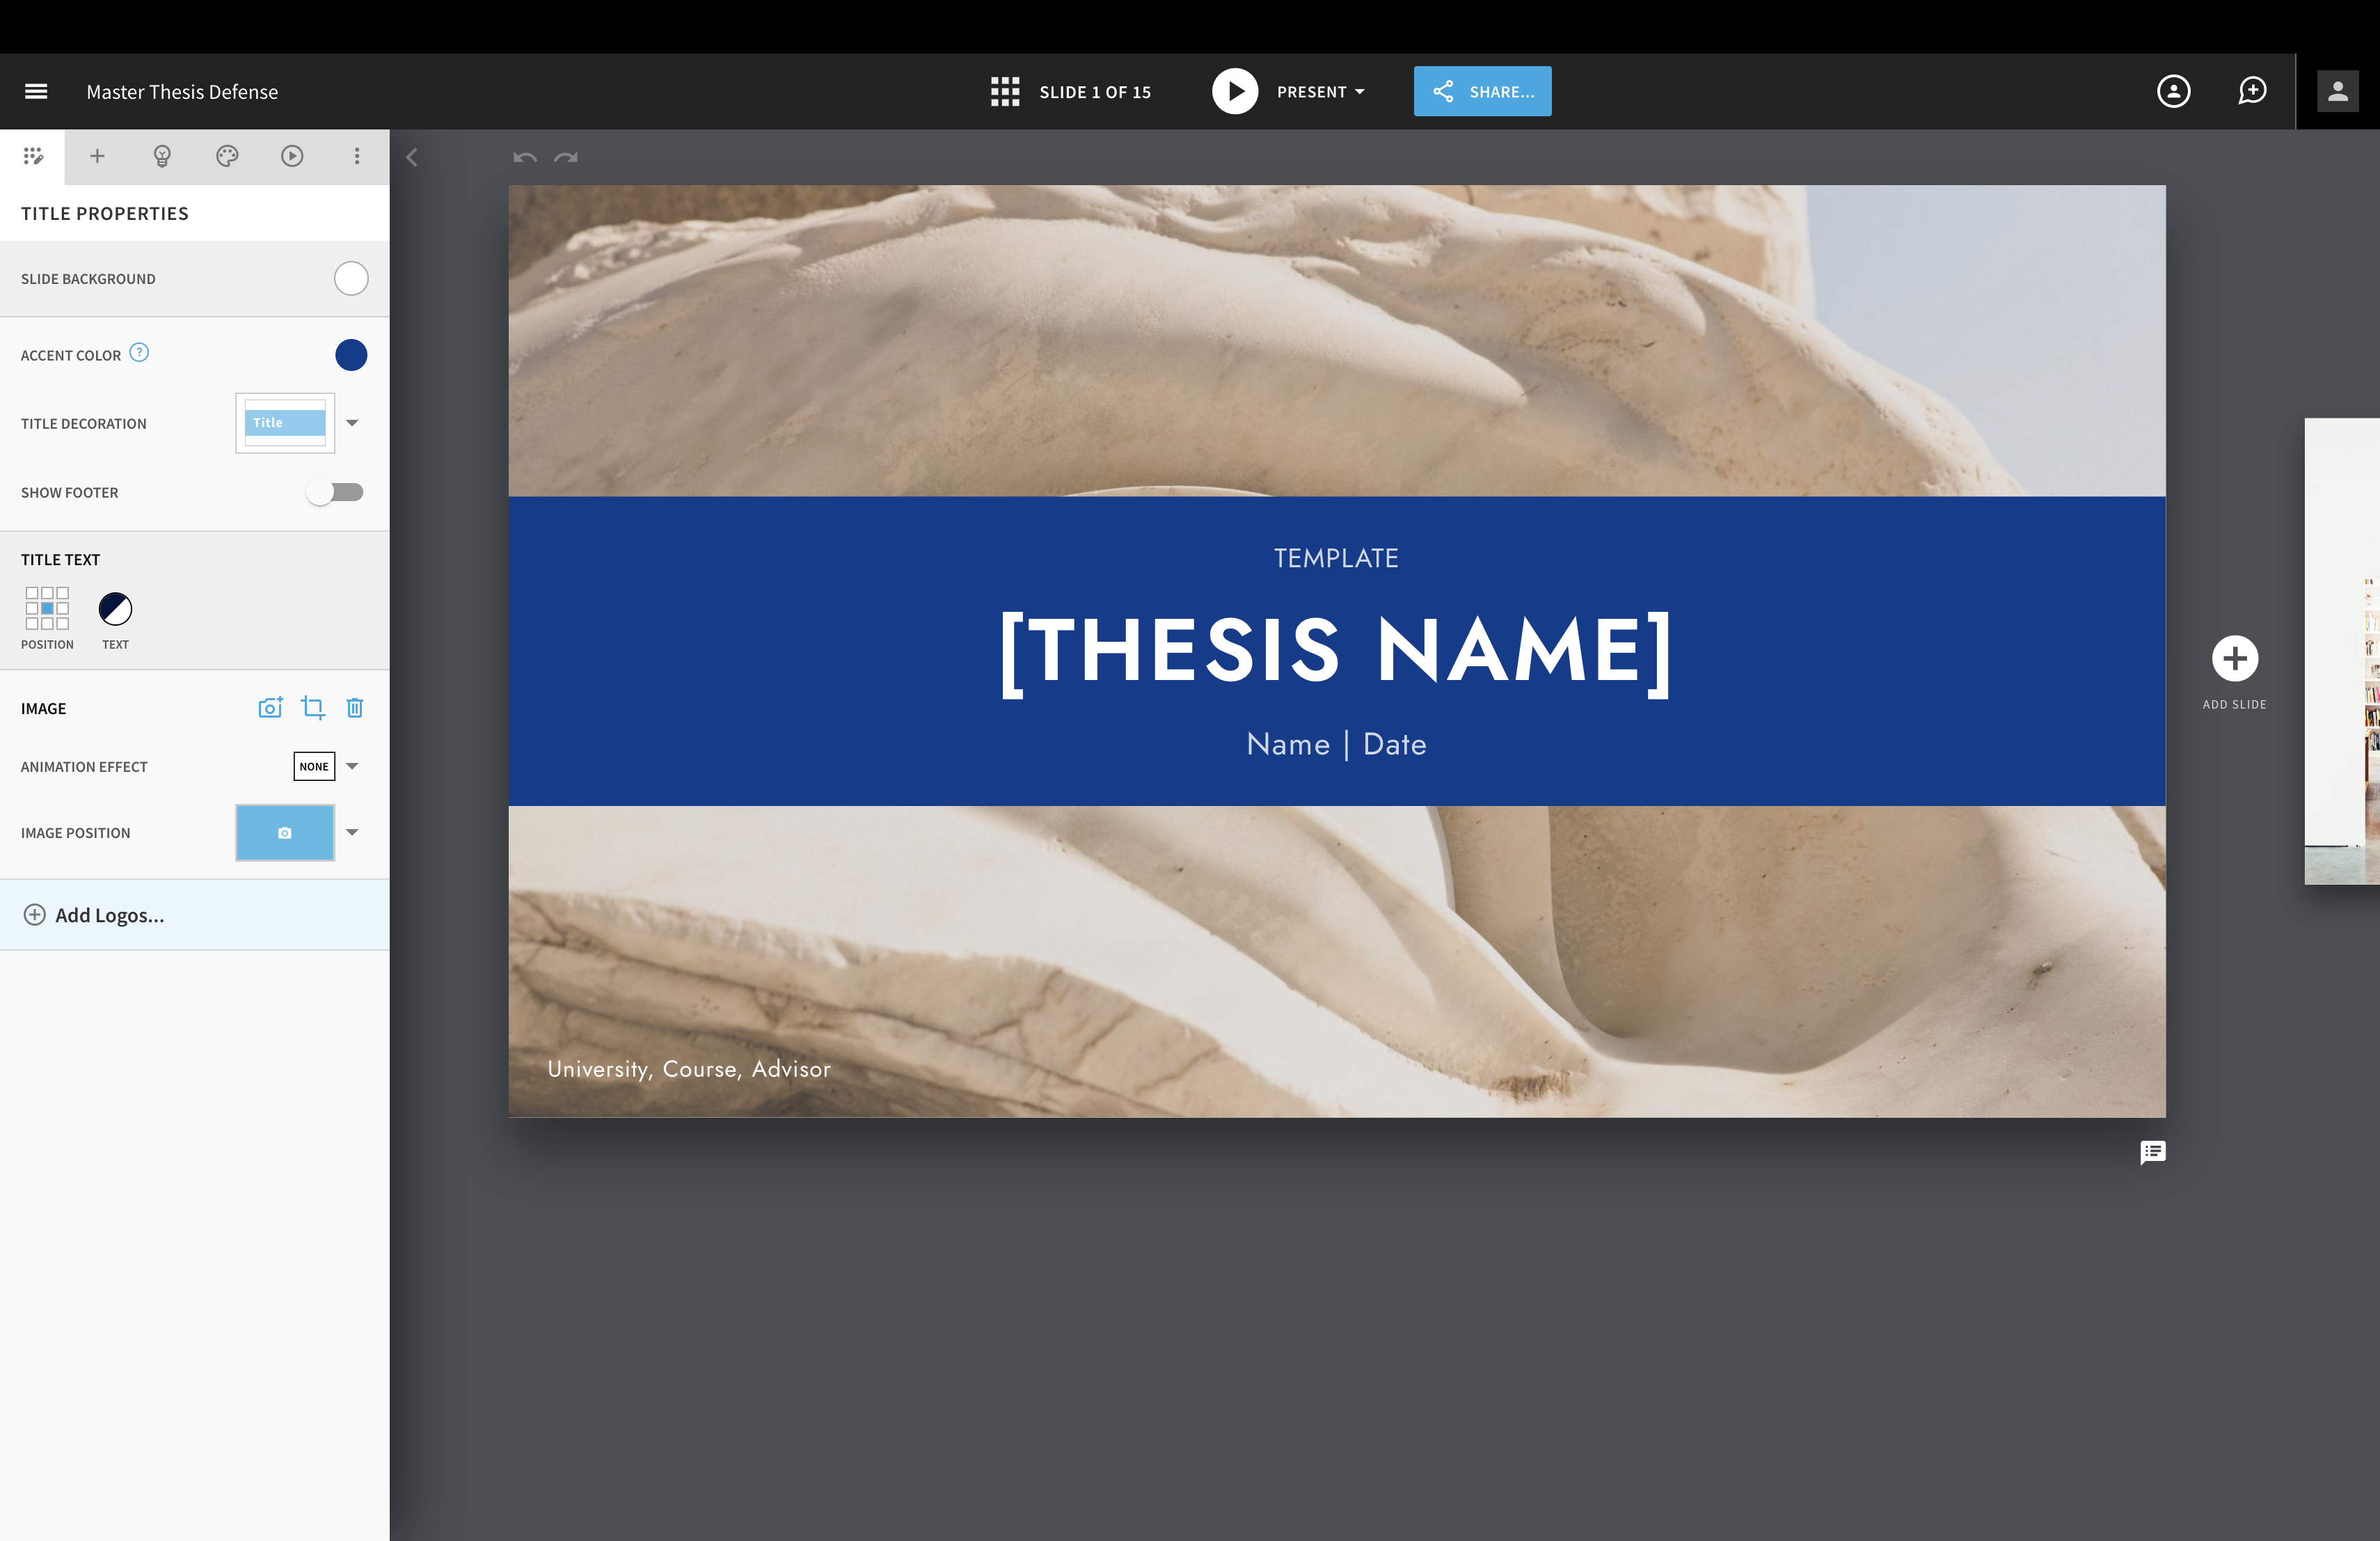 Master Thesis Defense
SLIDE 1 OF 15
PRESENT
SHARE...
TITLE PROPERTIES
SLIDE BACKGROUND
ACCENT COLOR ?
TITLE DECORATION
Title
SHOW FOOTER
TITLE TEXT
POSITION
TEXT
IMAGE
ANIMATION EFFECT
NONE
IMAGE POSITION
Add Logos...
TEMPLATE
[THESIS NAME]
Name | Date
University, Course, Advisor
ADD SLIDE